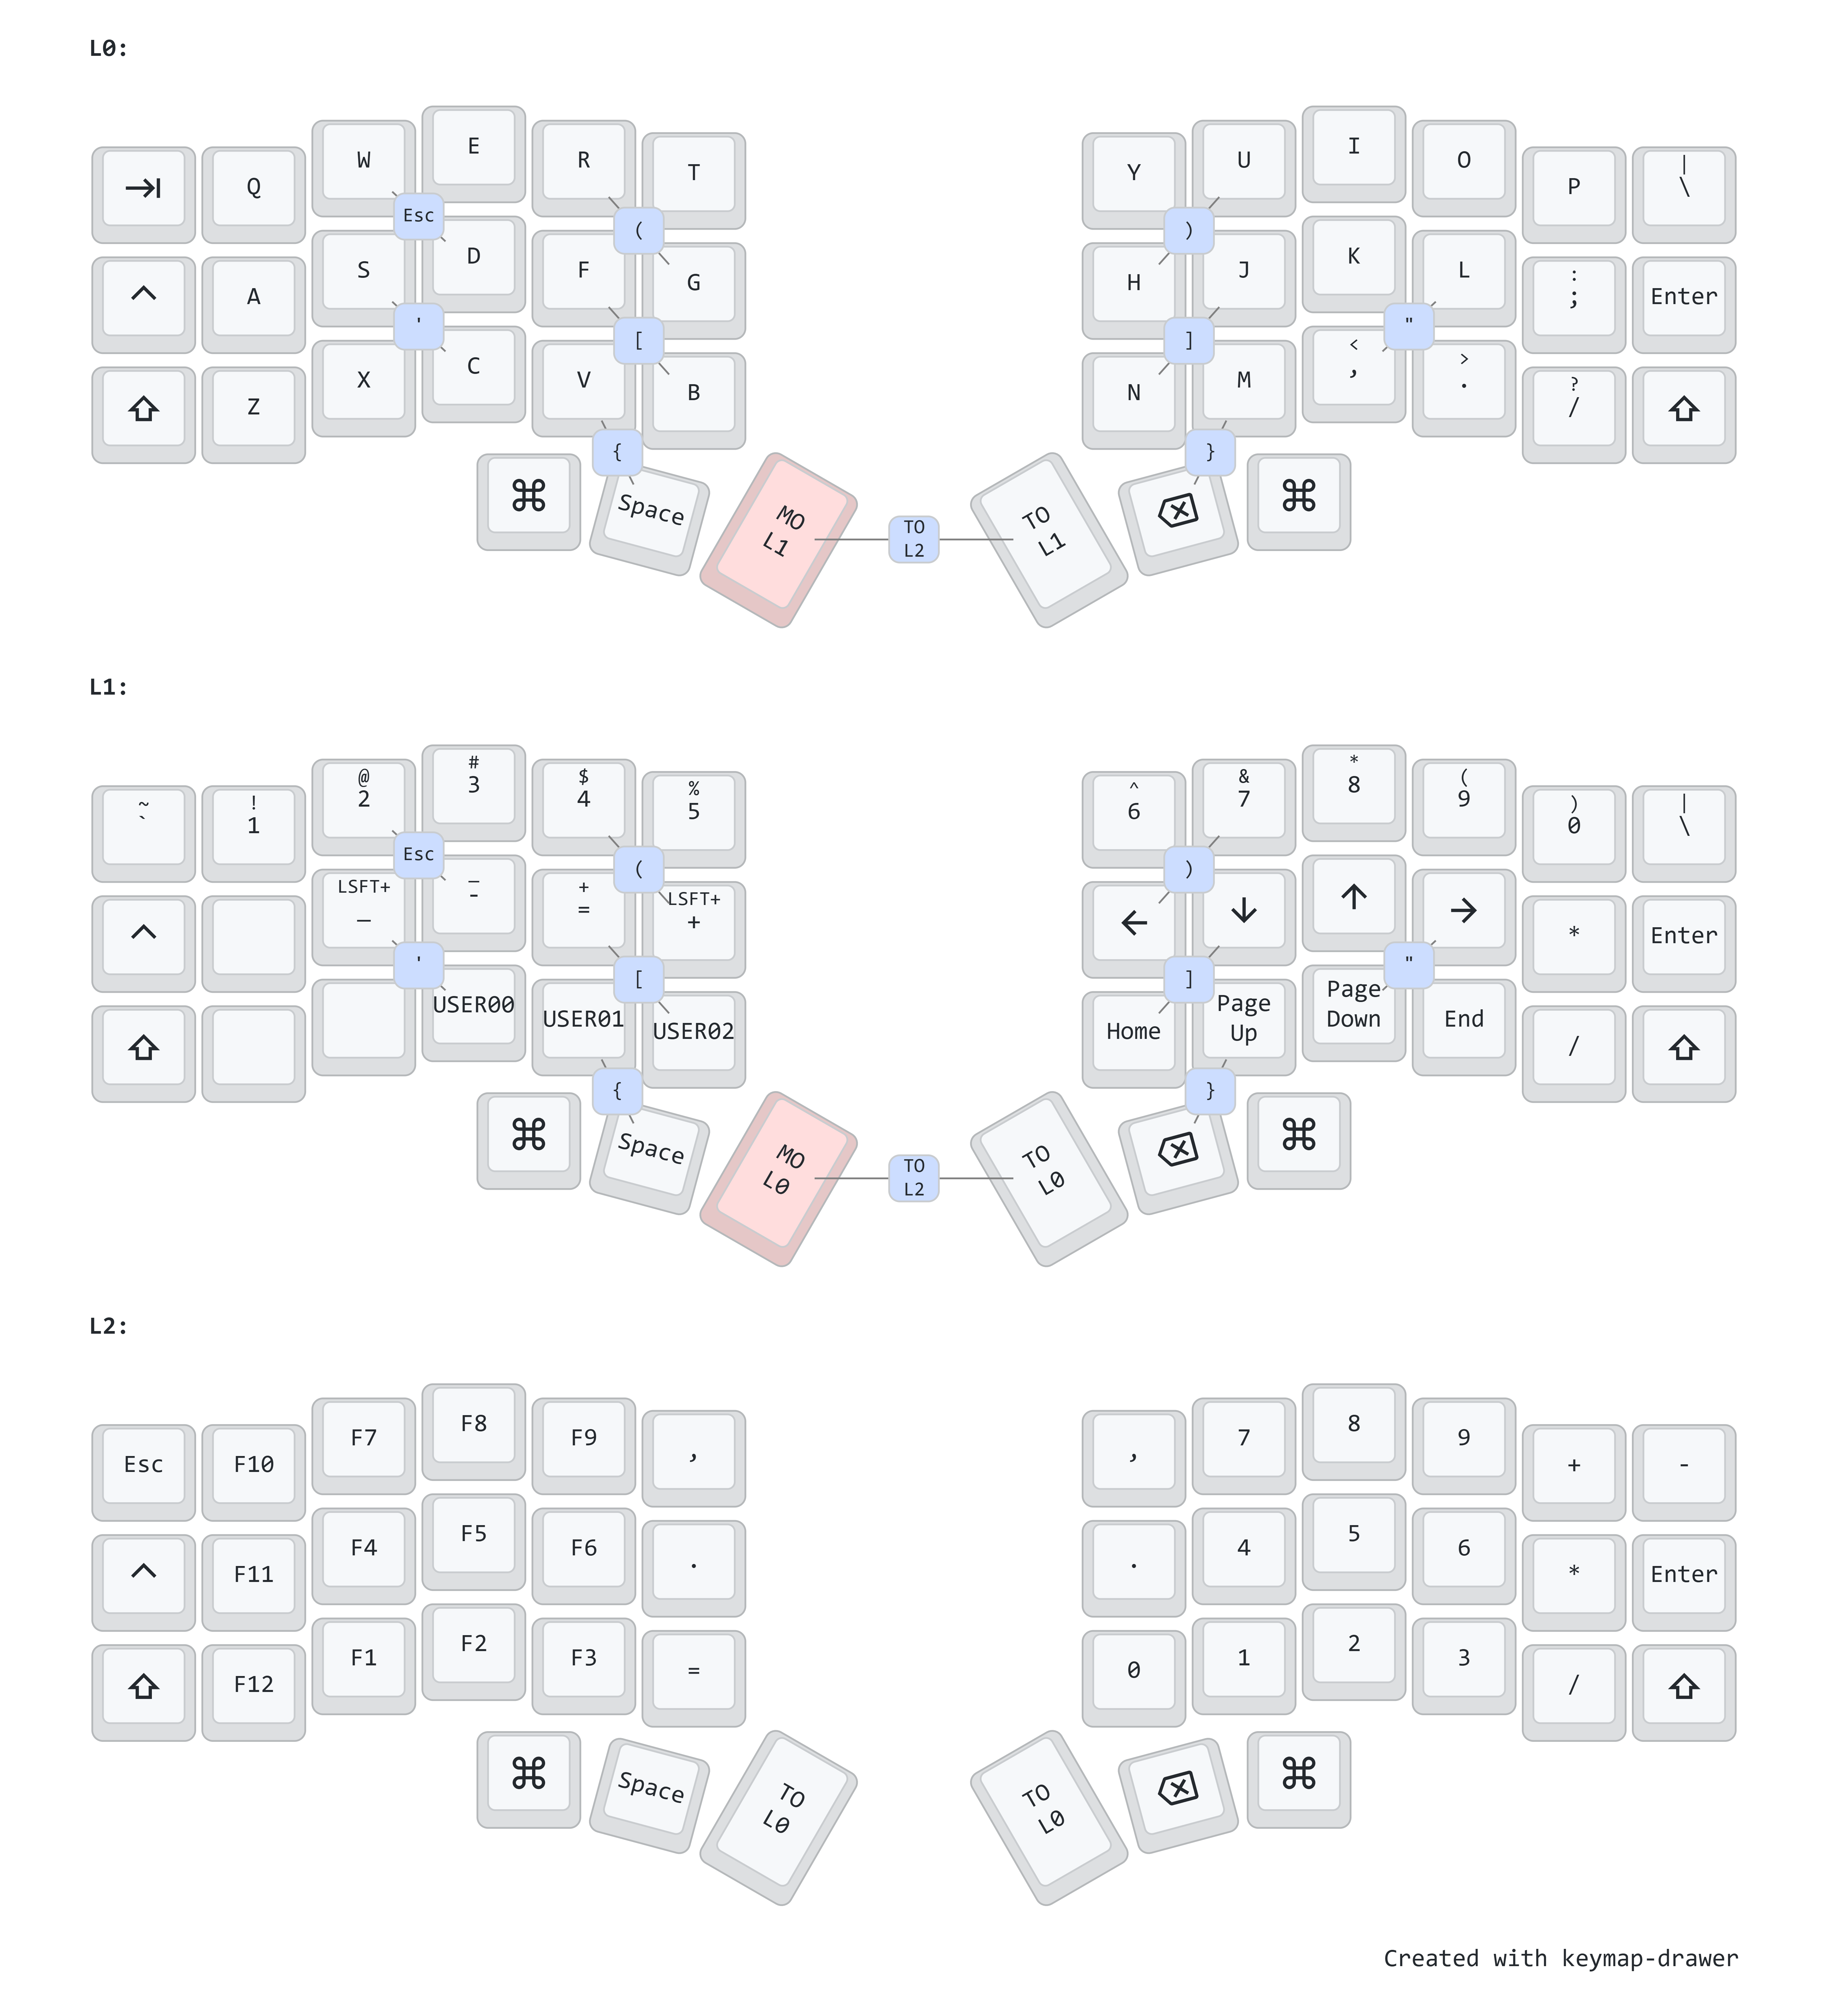 L0:
⇥ Q W E R T Y U I O P |
\
Esc ( )
^ A S D F G H J K L :
; Enter
' [ ] "
⇧ Z X C V B N M <
, >
. ?
/ ⇧
{ }
⌘ Space MO
L1 TO
L2 TO
L1 ⌫ ⌘
L1:
~
` !
1 @
2 #
3 $
4 %
5 ^
6 &
7 *
8 (
9 )
0 |
\
Esc ( )
^ LSFT+
_ _
- +
= LSFT+
+ ← ↓ ↑ → * Enter
' [ ] "
⇧ USER00 USER01 USER02 Home Page
Up Page
Down End / ⇧
{ }
⌘ Space MO
L0 TO
L2 TO
L0 ⌫ ⌘
L2:
Esc F10 F7 F8 F9 , , 7 8 9 + -
^ F11 F4 F5 F6 . . 4 5 6 * Enter
⇧ F12 F1 F2 F3 = 0 1 2 3 / ⇧
⌘ Space TO
L0 TO
L0 ⌫ ⌘
Created with keymap-drawer